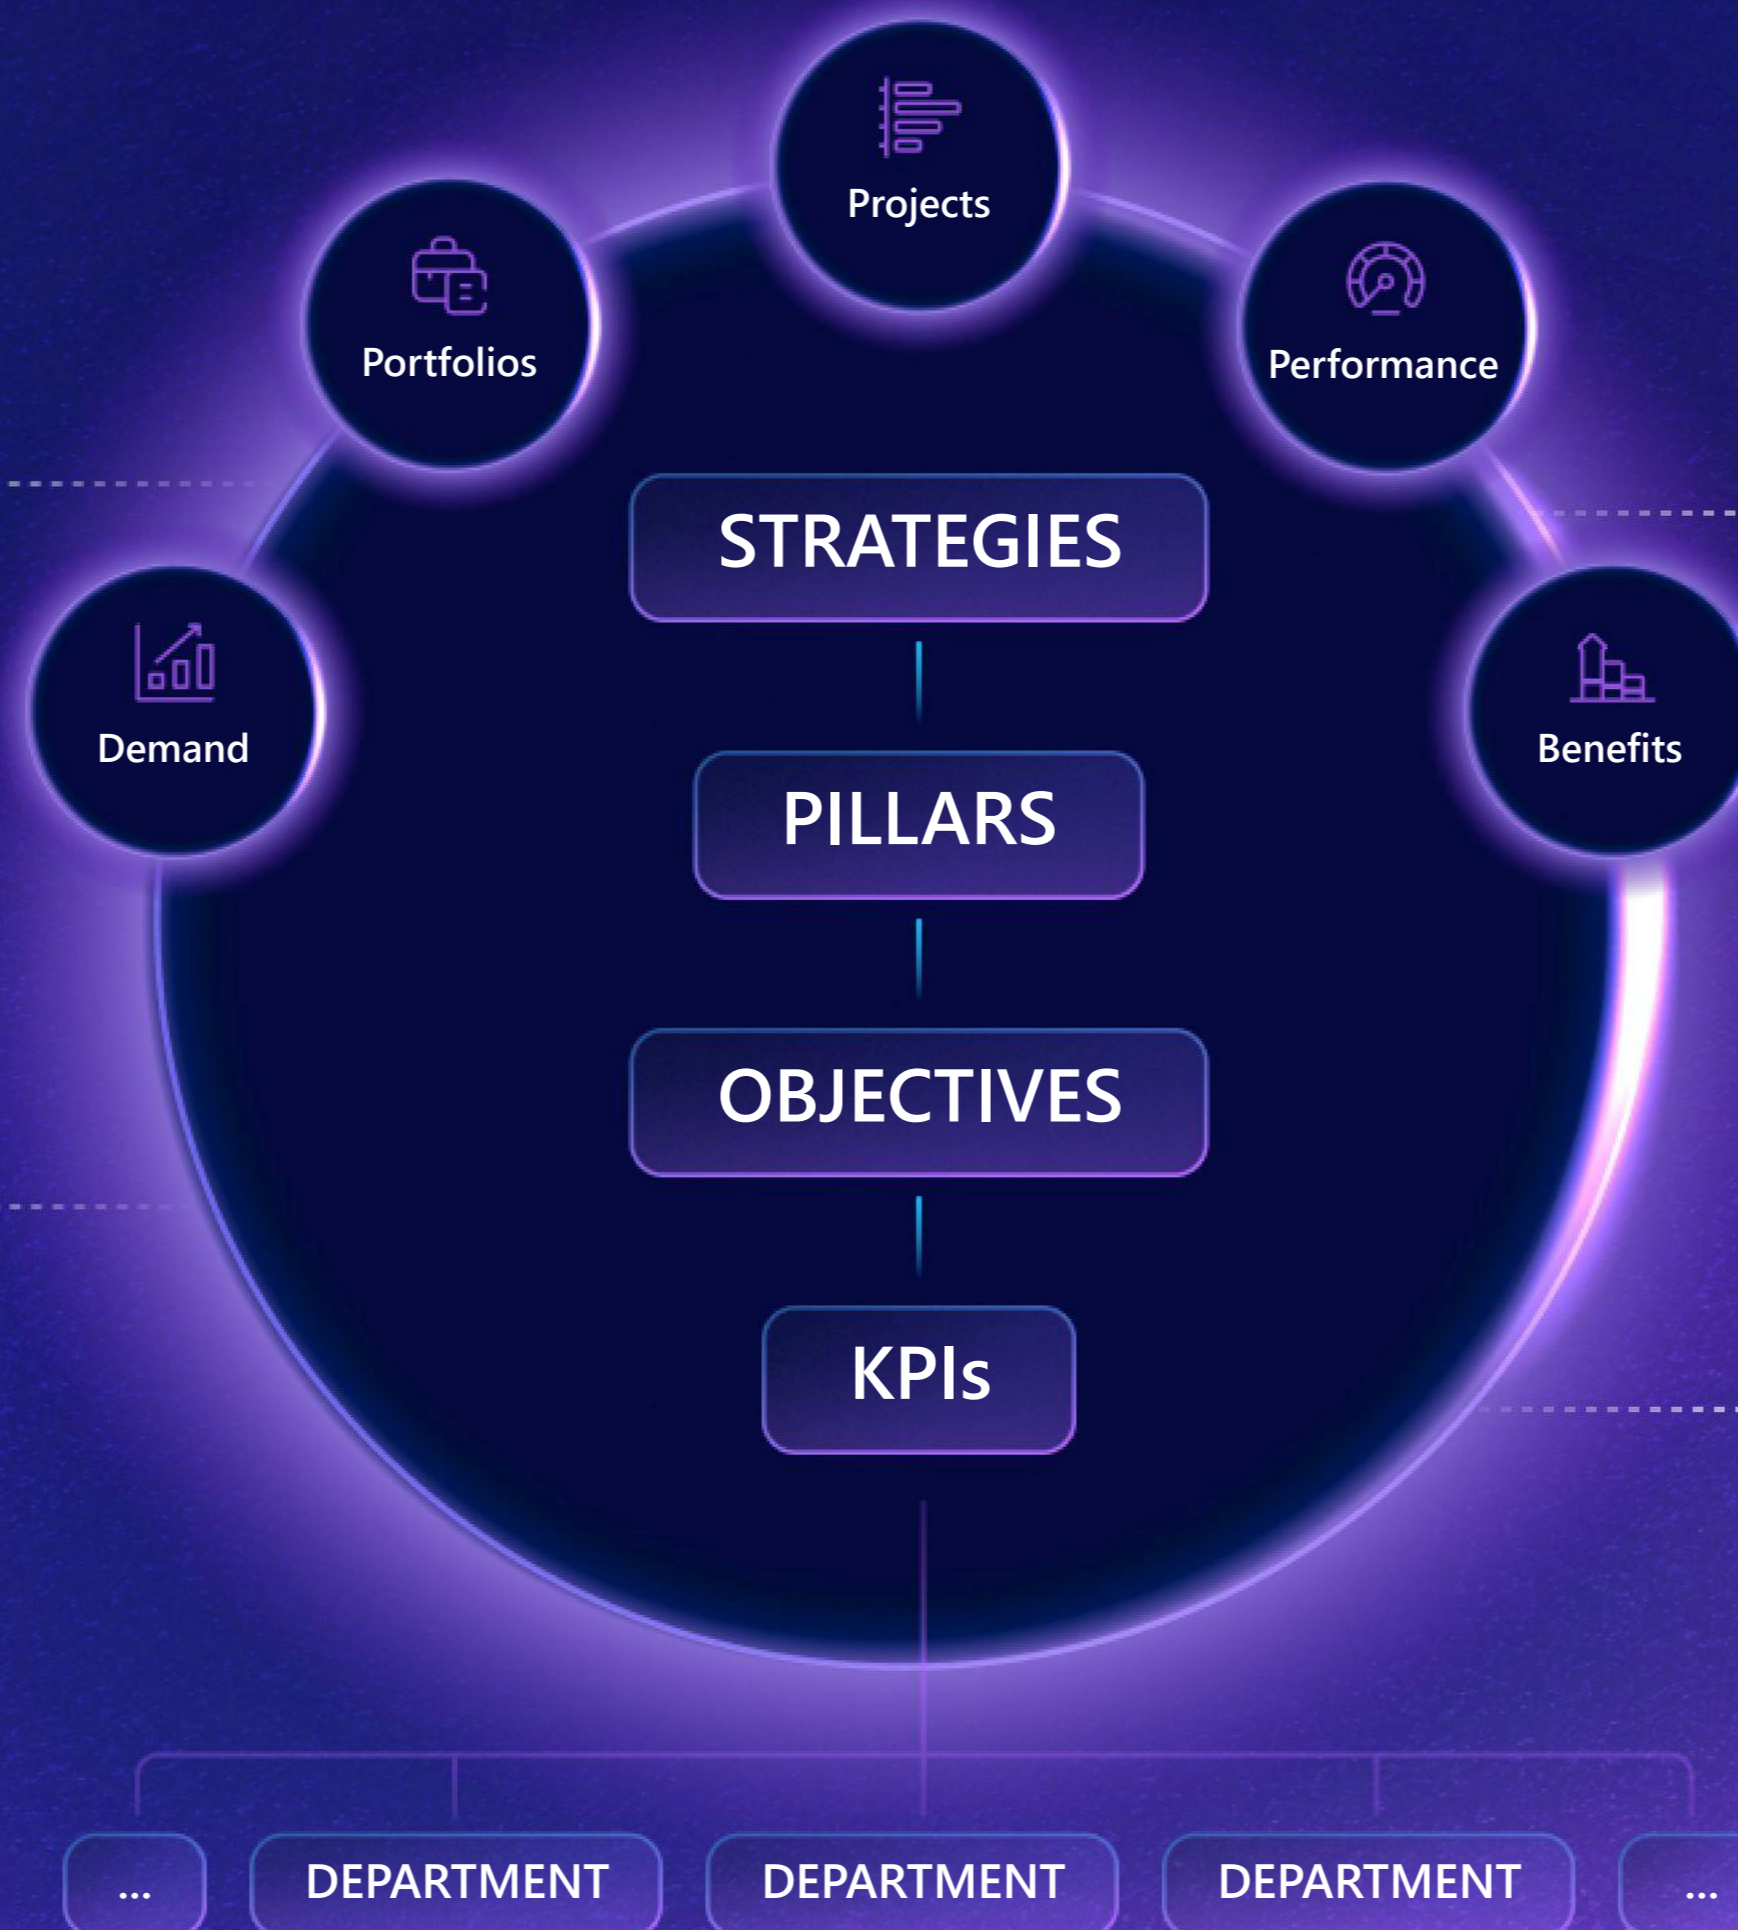 Projects
Portfolios
Performance
STRATEGIES
Demand
Benefits
PILLARS
OBJECTIVES
KPIs
...
DEPARTMENT
DEPARTMENT
DEPARTMENT
...